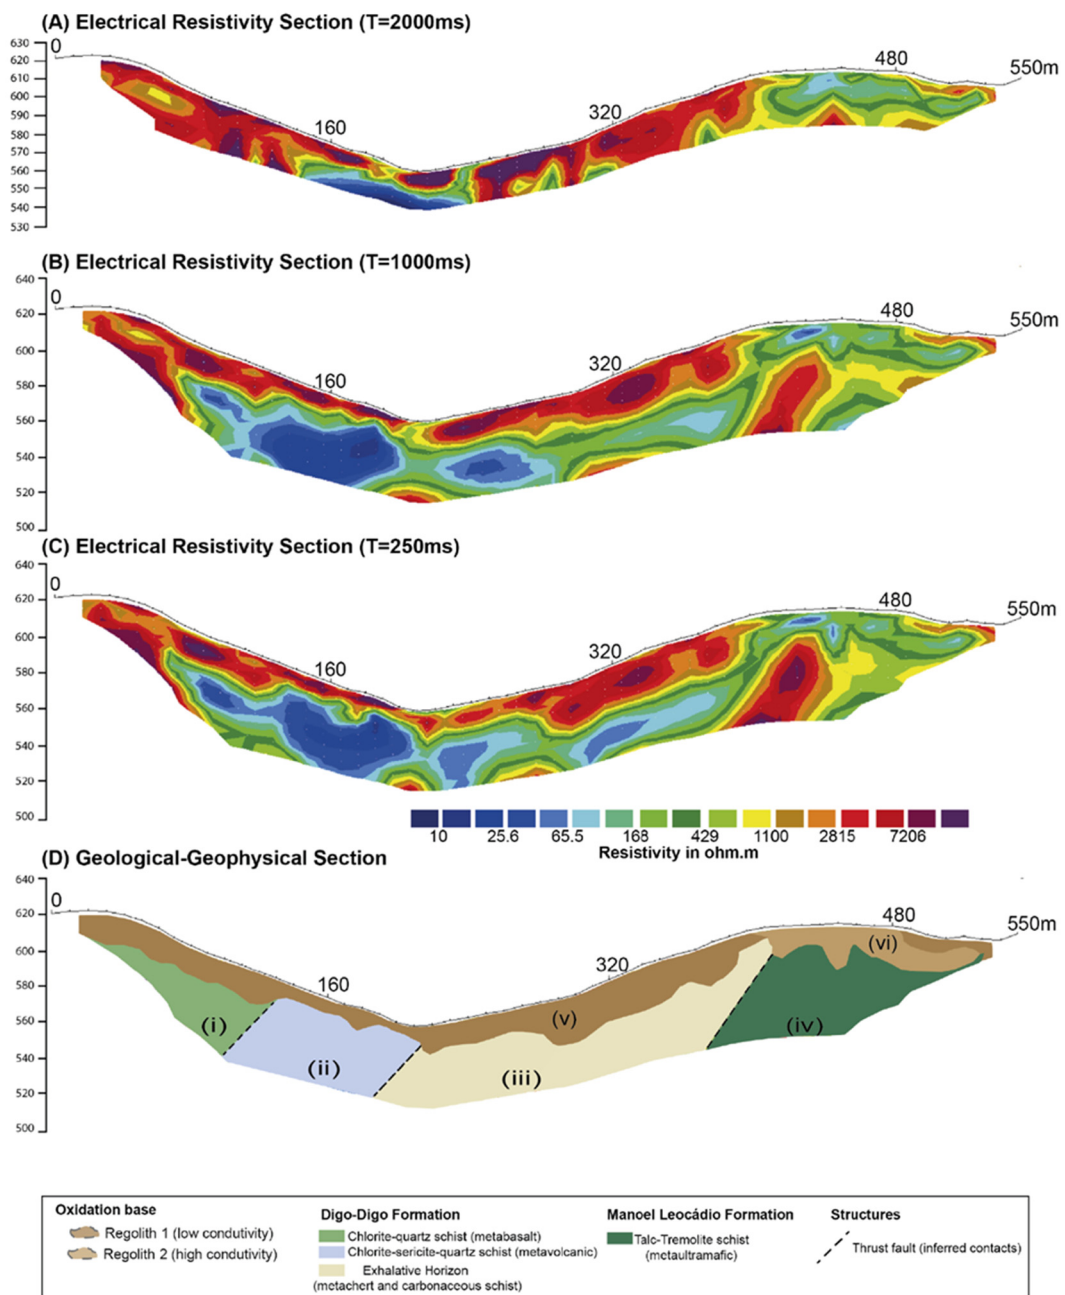 (A) Electrical Resistivity Section (T=2000ms)
630
620
610
600
590
580
570
560
550
540
530
0
160
320
480
550m
(B) Electrical Resistivity Section (T=1000ms)
640
620
600
580
560
540
520
500
0
160
320
480
550m
(C) Electrical Resistivity Section (T=250ms)
640
620
600
580
560
540
520
500
0
160
320
480
550m
10 25.6 65.5 168 429 1100 2815 7206
Resistivity in ohm.m
(D) Geological-Geophysical Section
640
620
600
580
560
540
520
500
0
160
320
480
550m
(i)
(ii)
(iii)
(iv)
(v)
(vi)
Oxidation base
Regolith 1 (low condutivity)
Regolith 2 (high condutivity)
Digo-Digo Formation
Chlorite-quartz schist (metabasalt)
Chlorite-sericite-quartz schist (metavolcanic)
Exhalative Horizon
(metachert and carbonaceous schist)
Manoel Leocádio Formation
Talc-Tremolite schist
(metaultramafic)
Structures
Thrust fault (inferred contacts)